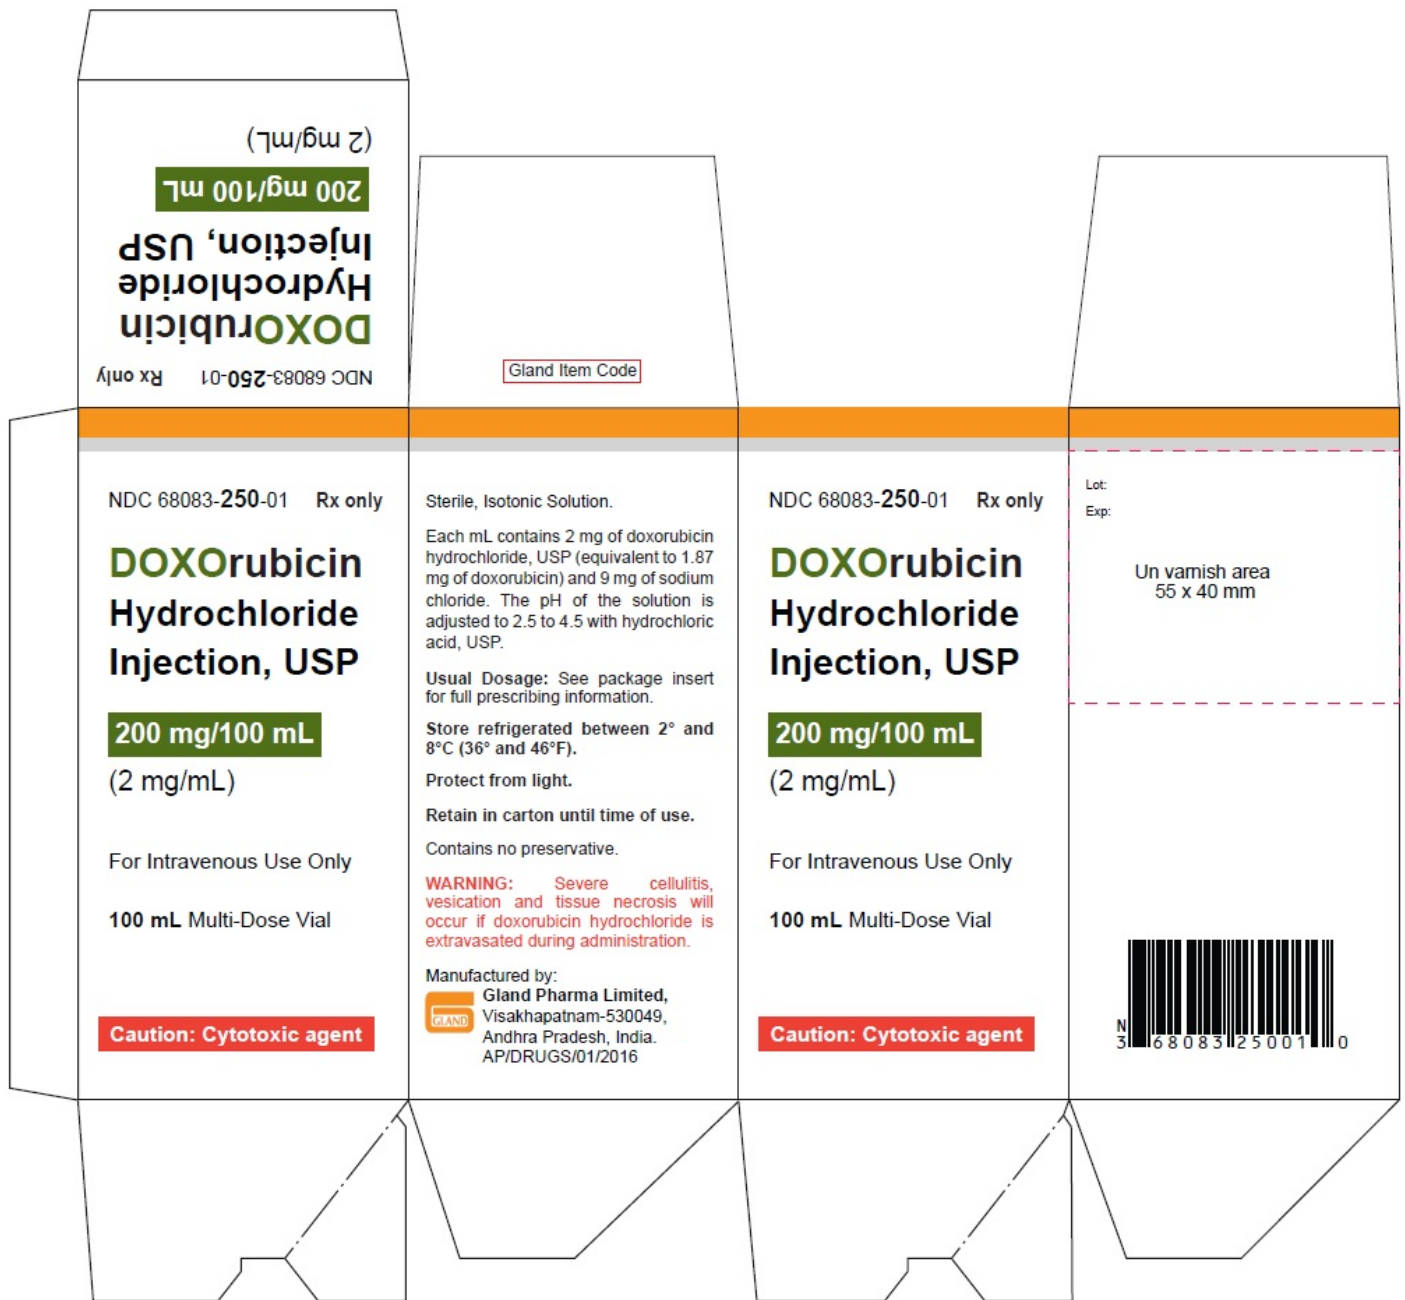 (2 mg/mL)
200 mg/100 mL
Injection, USP
Hydrochloride
DOXOrubicin
NDC 68083-250-01 Rx only
Gland Item Code
NDC 68083-250-01 Rx only
DOXOrubicin
Hydrochloride
Injection, USP
200 mg/100 mL
(2 mg/mL)
For Intravenous Use Only
100 mL Multi-Dose Vial
Caution: Cytotoxic agent
Sterile, Isotonic Solution.
Each mL contains 2 mg of doxorubicin
hydrochloride, USP (equivalent to 1.87
mg of doxorubicin) and 9 mg of sodium
chloride. The pH of the solution is
adjusted to 2.5 to 4.5 with hydrochloric
acid, USP.
Usual Dosage: See package insert
for full prescribing information.
Store refrigerated between 2° and
8°C (36° and 46°F).
Protect from light.
Retain in carton until time of use.
Contains no preservative.
WARNING: Severe cellulitis,
vesication and tissue necrosis will
occur if doxorubicin hydrochloride is
extravasated during administration.
Manufactured by:
GLAND
Gland Pharma Limited,
Visakhapatnam-530049,
Andhra Pradesh, India.
AP/DRUGS/01/2016
NDC 68083-250-01 Rx only
DOXOrubicin
Hydrochloride
Injection, USP
200 mg/100 mL
(2 mg/mL)
For Intravenous Use Only
100 mL Multi-Dose Vial
Caution: Cytotoxic agent
Lot:
Exp:
Un varnish area
55 x 40 mm
N
3 68083 25001 0